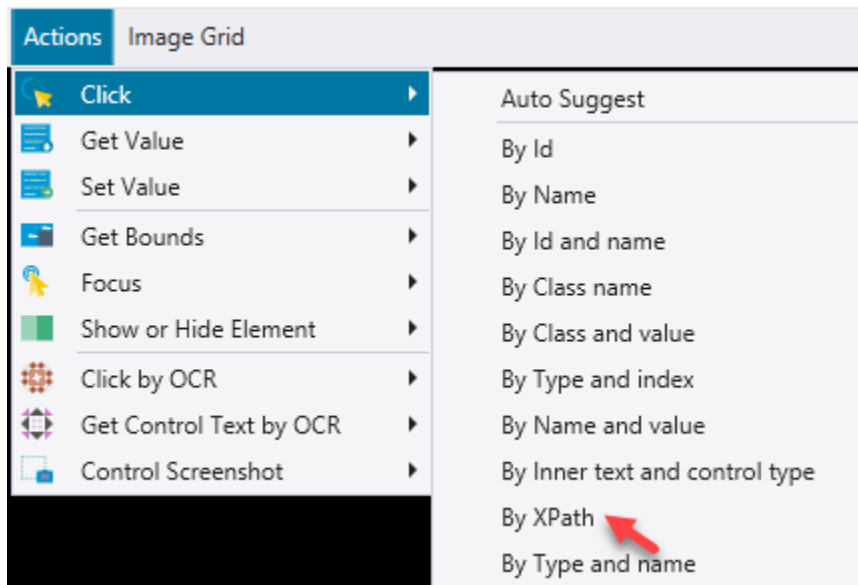 Actions Image Grid
Click
Get Value
Set Value
Get Bounds
Focus
Show or Hide Element
Click by OCR
Get Control Text by OCR
Control Screenshot
Auto Suggest
By Id
By Name
By Id and name
By Class name
By Class and value
By Type and index
By Name and value
By Inner text and control type
By XPath
By Type and name